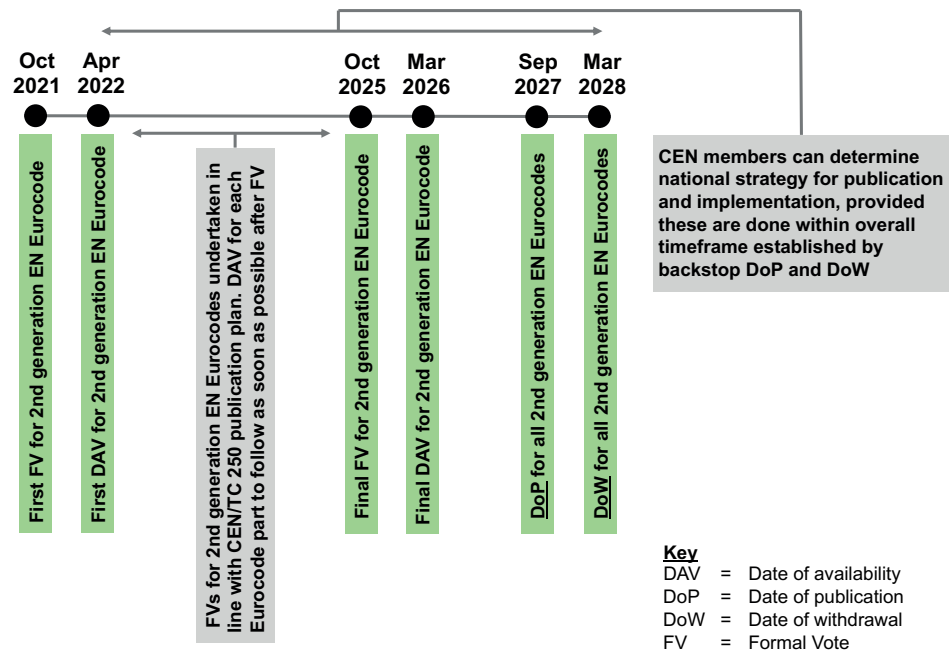 Oct
2021
Apr
2022
Oct
2025
Mar
2026
Sep
2027
Mar
2028
First FV for 2nd generation EN Eurocode
First DAV for 2nd generation EN Eurocode
FVs for 2nd generation EN Eurocodes undertaken in
line with CEN/TC 250 publication plan. DAV for each
Eurocode part to follow as soon as possible after FV
Final FV for 2nd generation EN Eurocode
Final DAV for 2nd generation EN Eurocode
DoP for all 2nd generation EN Eurocodes
DoW for all 2nd generation EN Eurocodes
CEN members can determine
national strategy for publication
and implementation, provided
these are done within overall
timeframe established by
backstop DoP and DoW
Key
DAV = Date of availability
DoP = Date of publication
DoW = Date of withdrawal
FV = Formal Vote